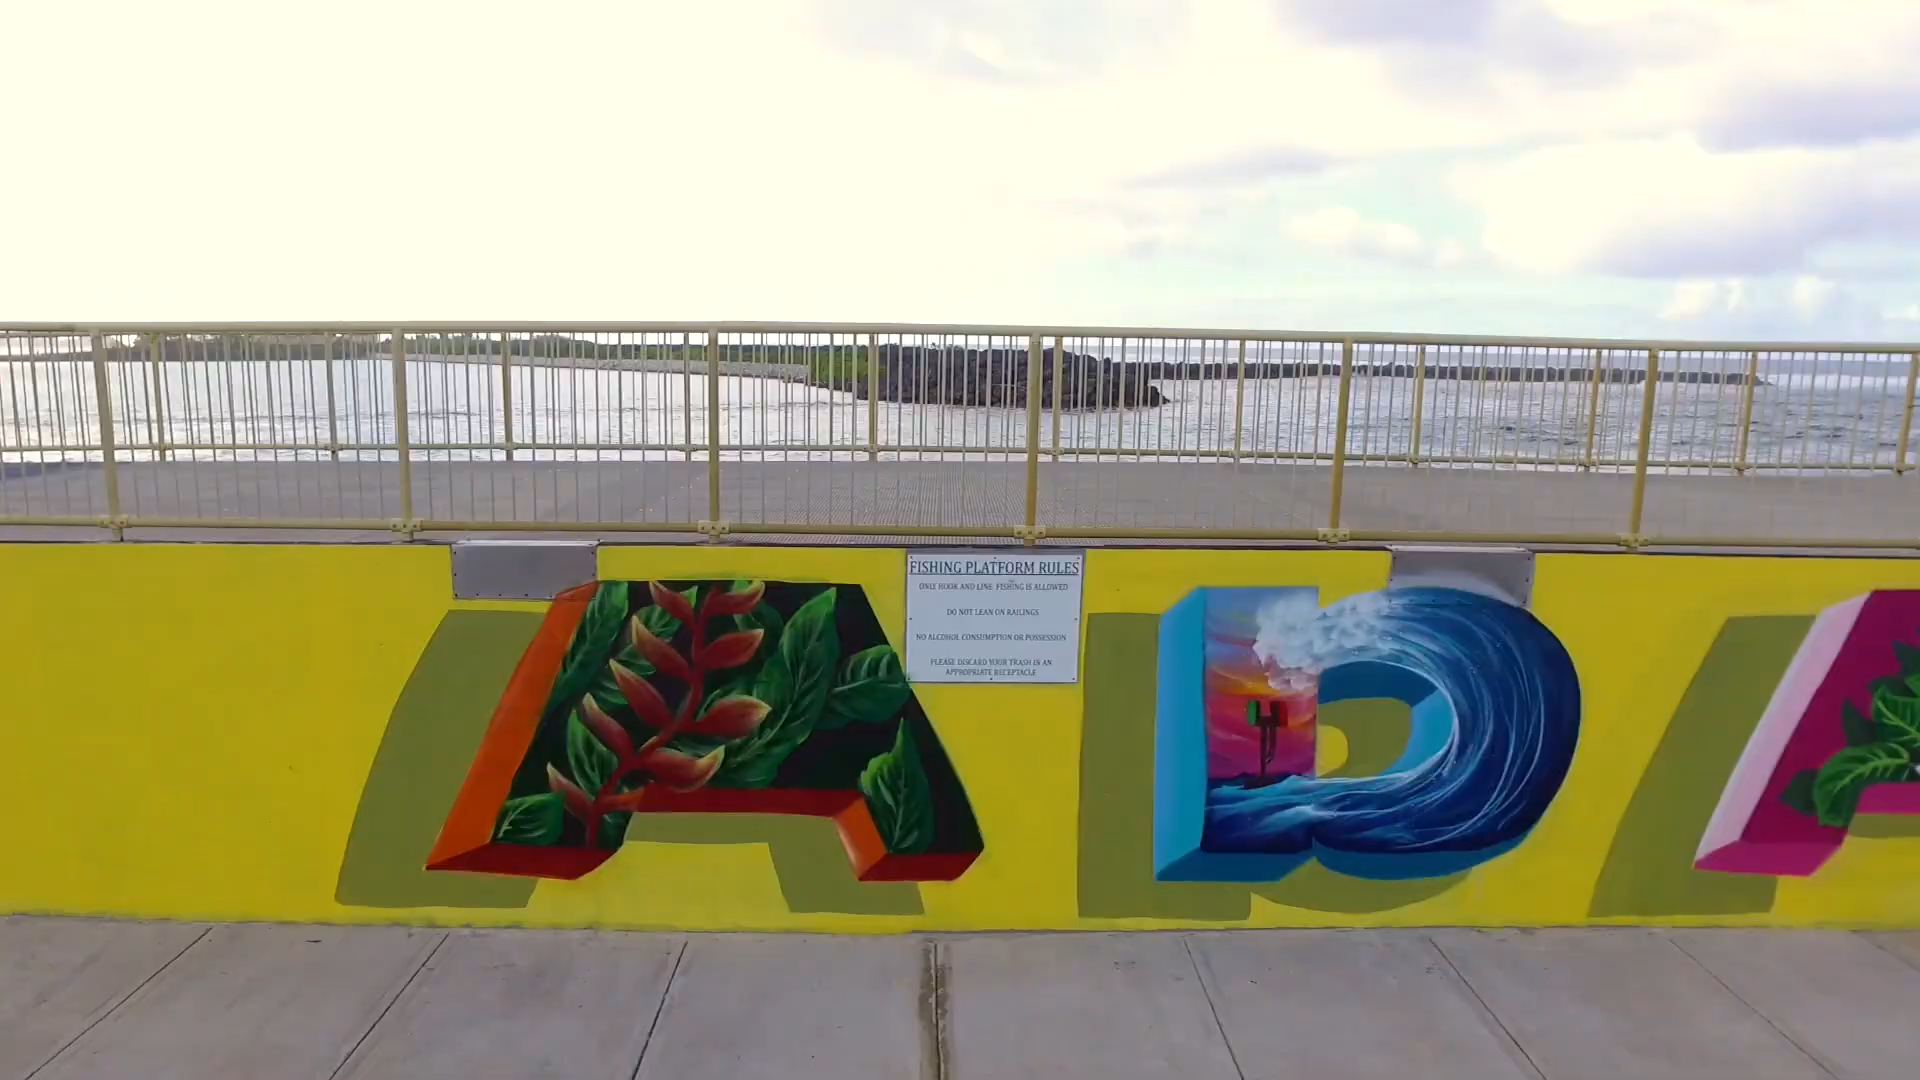 FISHING PLATFORM RULES
ONLY HOOK AND LINE FISHING IS ALLOWED
DO NOT LEAN ON RAILINGS
NO ALCOHOL CONSUMPTION OR POSSESSION
PLEASE DISCARD YOUR TRASH IN AN
APPROPRIATE RECEPTACLE
ADA